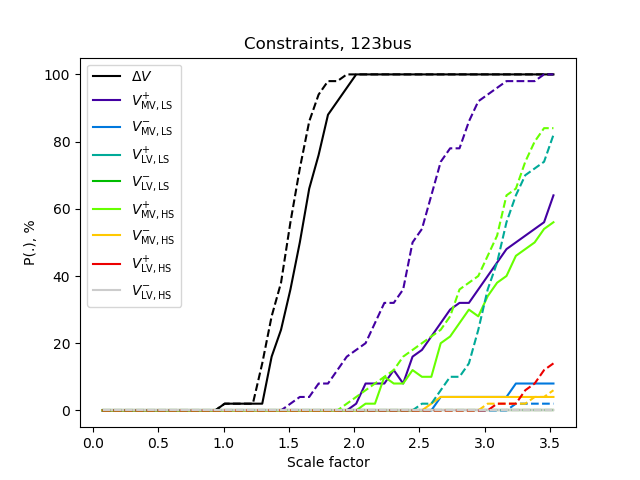 Constraints, 123bus
P(.), %
100
80
60
40
20
0
ΔV
V⁺MV, LS
V⁻MV, LS
V⁺LV, LS
V⁻LV, LS
V⁺MV, HS
V⁻MV, HS
V⁺LV, HS
V⁻LV, HS
0.0 0.5 1.0 1.5 2.0 2.5 3.0 3.5
Scale factor